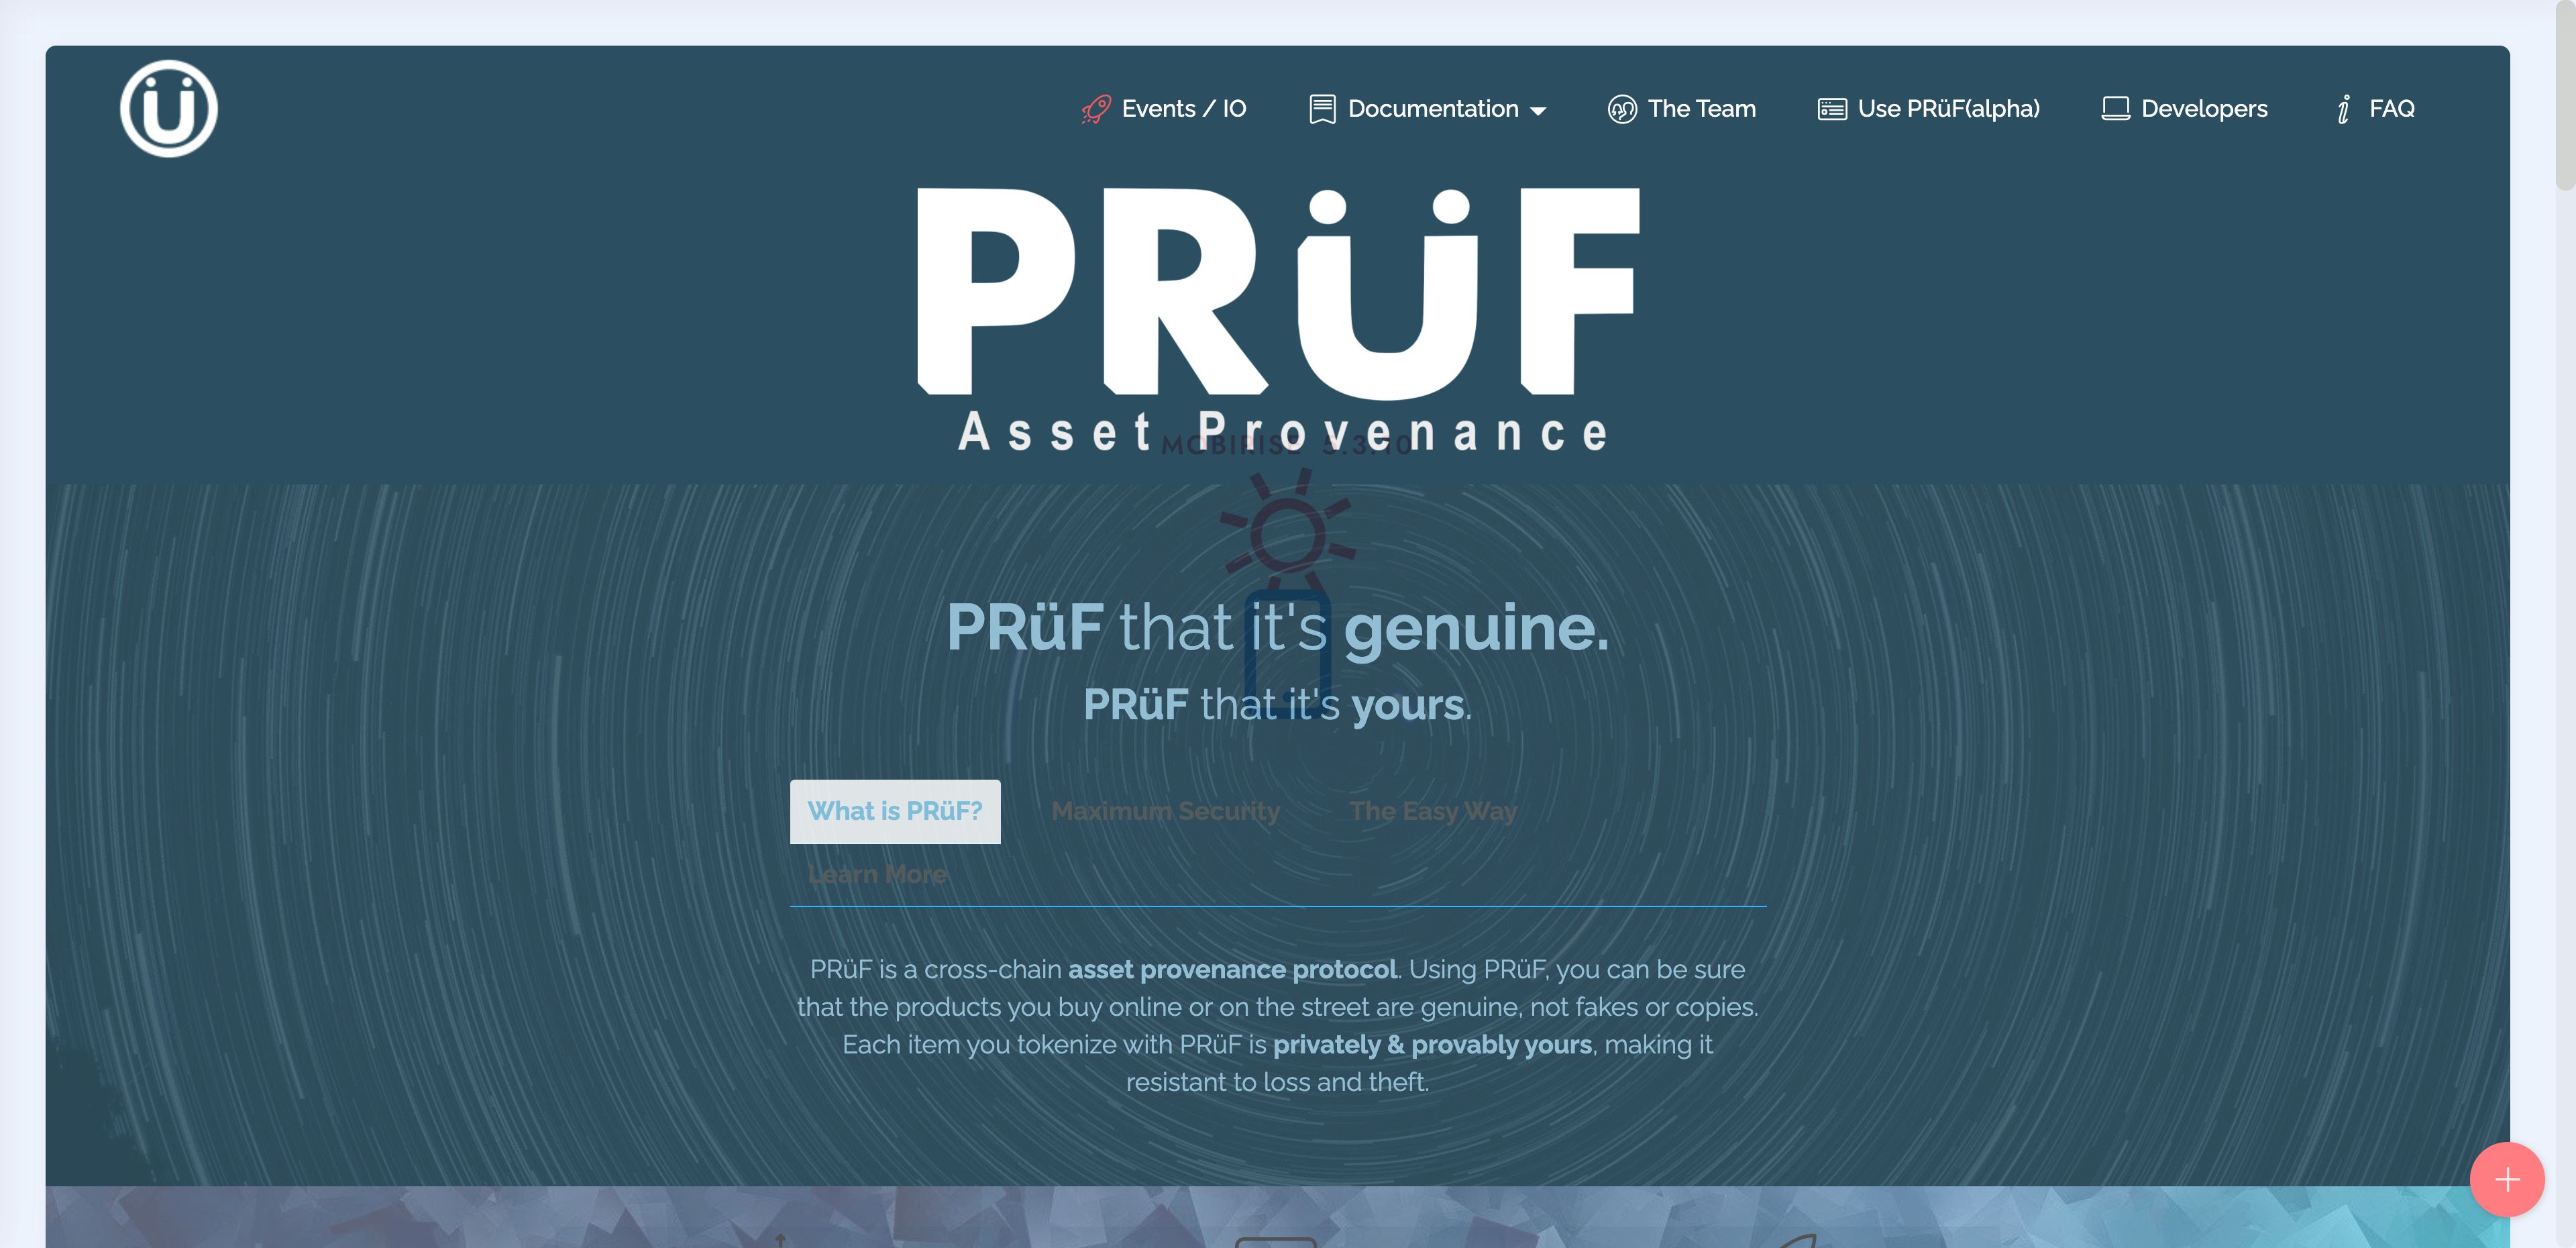 Ü
Events / IO
Documentation
The Team
Use PRüF(alpha)
Developers
FAQ
PRüF
Asset Provenance
MOBIRISE 5.3.10
PRüF that it's genuine.
PRüF that it's yours.
What is PRüF?
Maximum Security
The Easy Way
Learn More
PRüF is a cross-chain asset provenance protocol. Using PRüF, you can be sure
that the products you buy online or on the street are genuine, not fakes or copies.
Each item you tokenize with PRüF is privately & provably yours, making it
resistant to loss and theft.